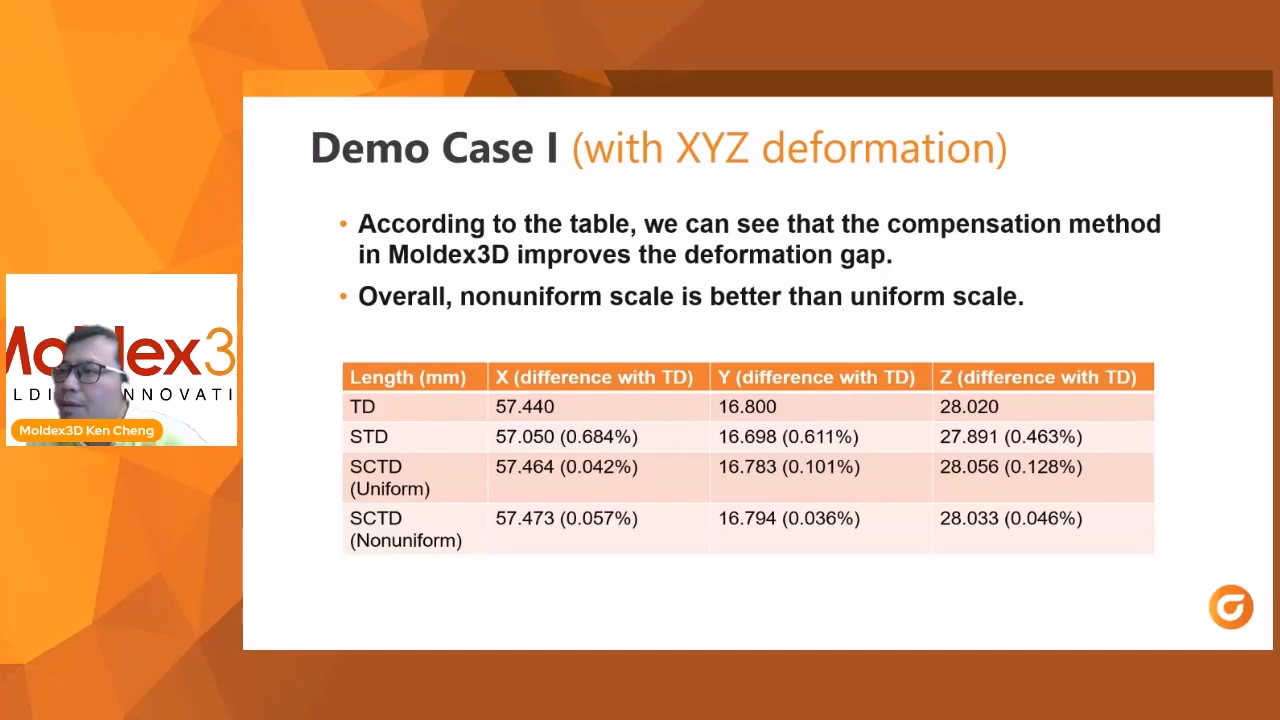 Demo Case I (with XYZ deformation)
• According to the table, we can see that the compensation method
in Moldex3D improves the deformation gap.
• Overall, nonuniform scale is better than uniform scale.
Length (mm) X (difference with TD) Y (difference with TD) Z (difference with TD)
TD 57.440 16.800 28.020
STD 57.050 (0.684%) 16.698 (0.611%) 27.891 (0.463%)
SCTD (Uniform) 57.464 (0.042%) 16.783 (0.101%) 28.056 (0.128%)
SCTD (Nonuniform) 57.473 (0.057%) 16.794 (0.036%) 28.033 (0.046%)
Mo ldex3
LDI NNOVATI
Moldex3D Ken Cheng